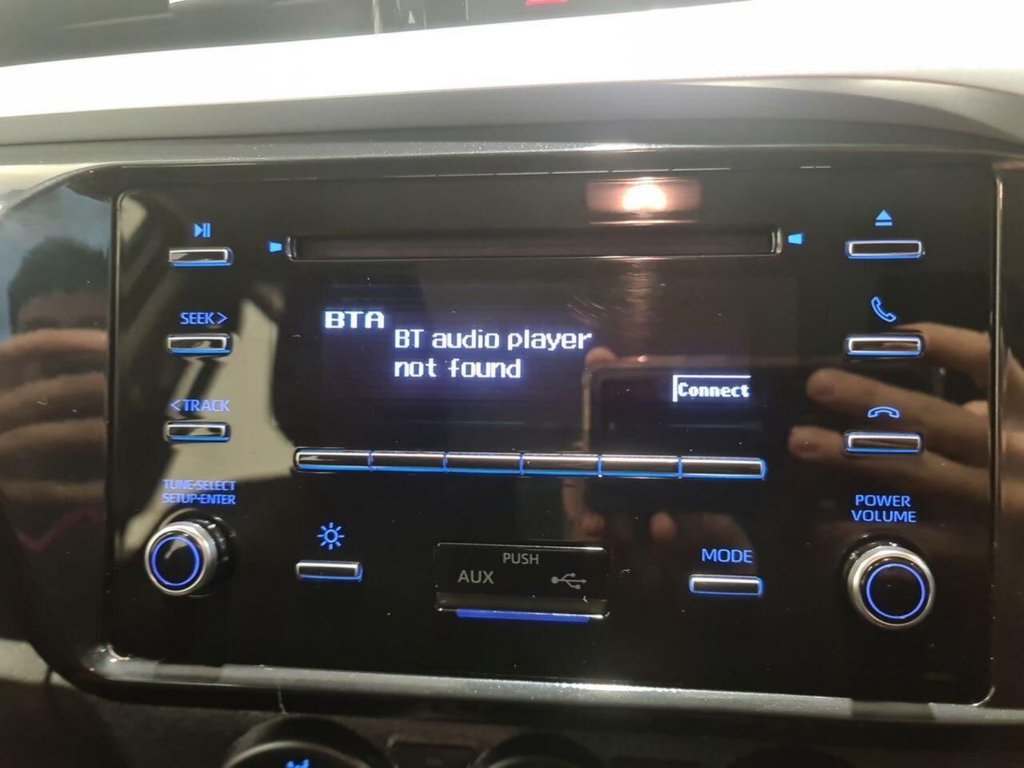 SEEK >
< TRACK
TUNE•SELECT
SETUP•ENTER
BTA
BT audio player
not found
Connect
PUSH
AUX
MODE
POWER
VOLUME